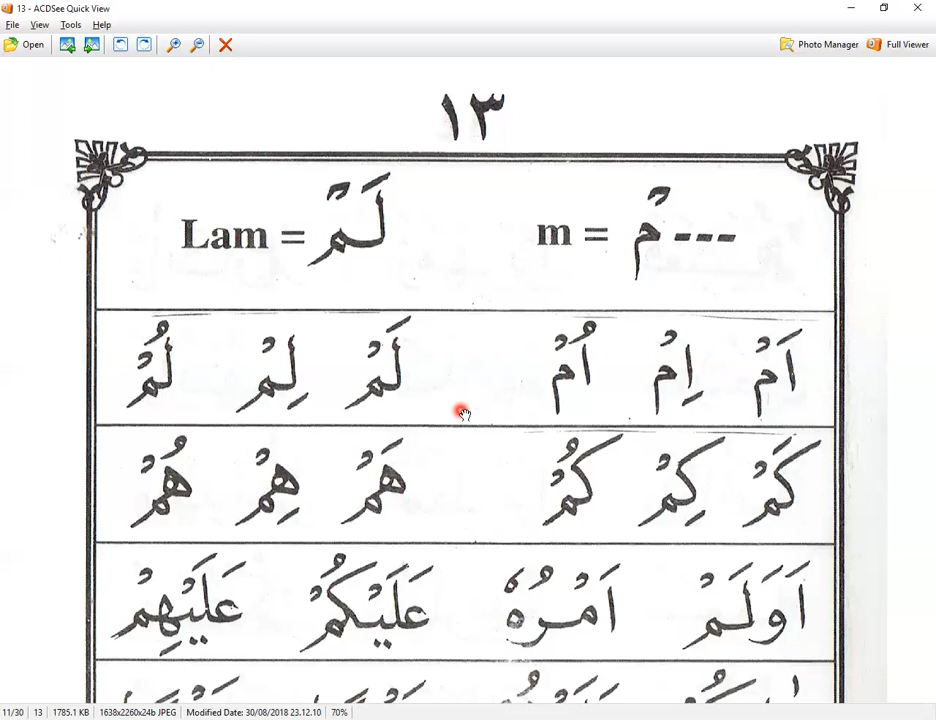 13 - ACDSee Quick View
File View Tools Help
Open Photo Manager Full Viewer
١٣
--- مْ = m لَمْ = Lam
اَمْ اِمْ اُمْ لَمْ لِمْ لُمْ
كَمْ كِمْ كُمْ هَمْ هِمْ هُمْ
اَوَلَمْ اَمْرُهٗ عَلَيْكُمْ عَلَيْهِمْ
11/30 13 1785.1 KB 1638x2260x24b JPEG Modified Date: 30/08/2018 23.12.10 70%